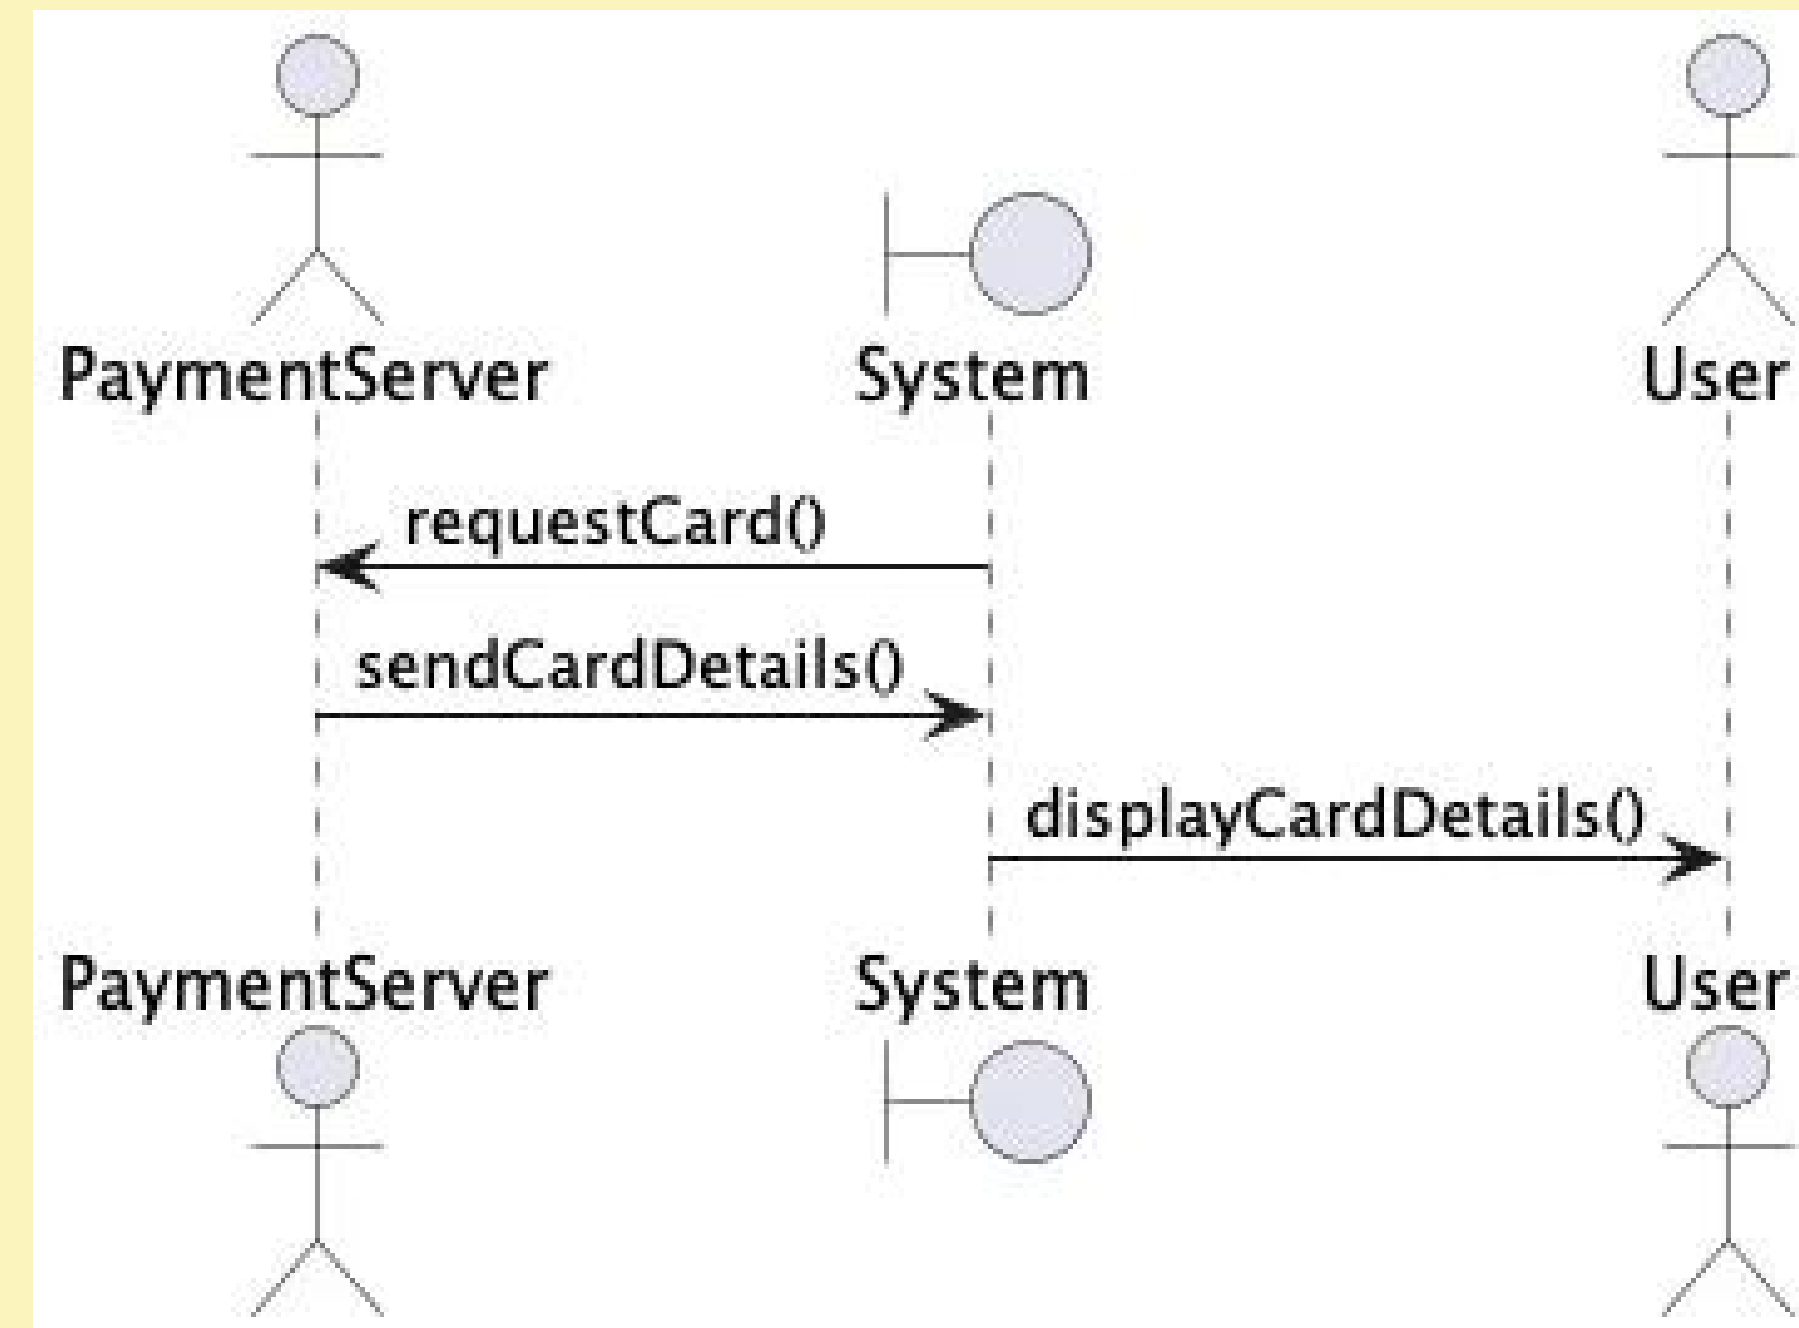 PaymentServer System User
requestCard()
sendCardDetails()
displayCardDetails()
PaymentServer System User